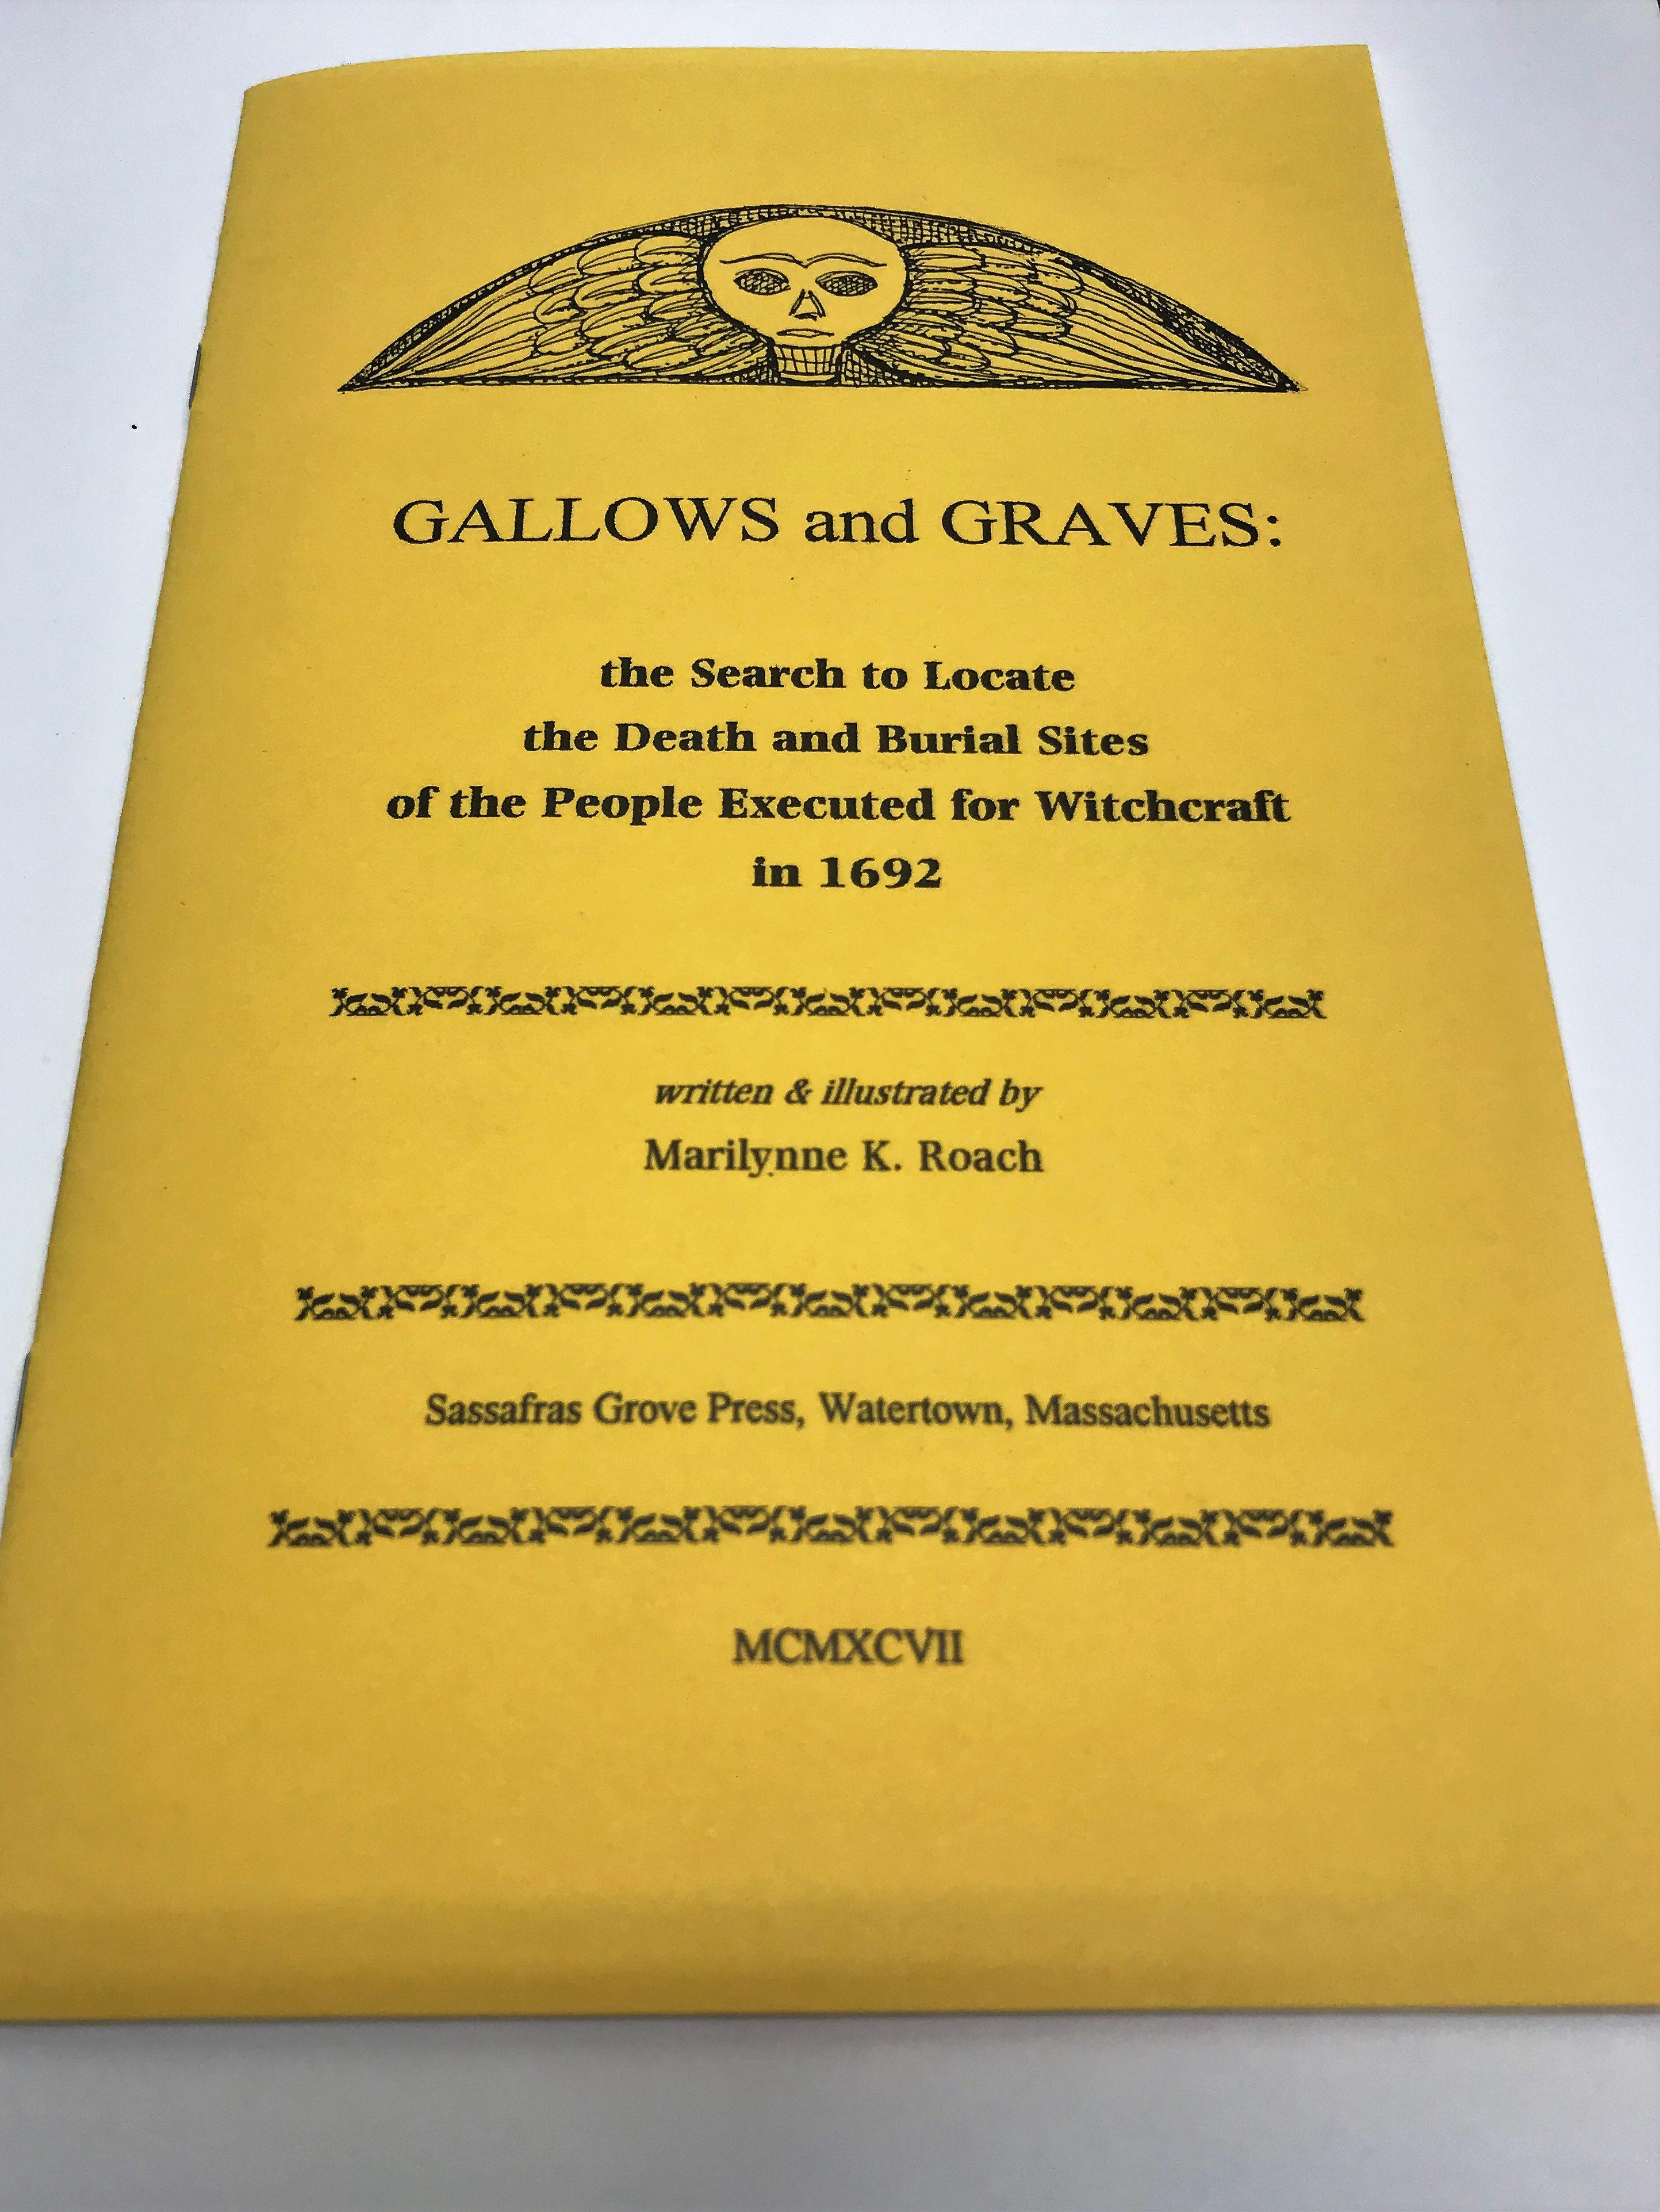 GALLOWS and GRAVES:
the Search to Locate
the Death and Burial Sites
of the People Executed for Witchcraft
in 1692
written & illustrated by
Marilynne K. Roach
Sassafras Grove Press, Watertown, Massachusetts
MCMXCVII